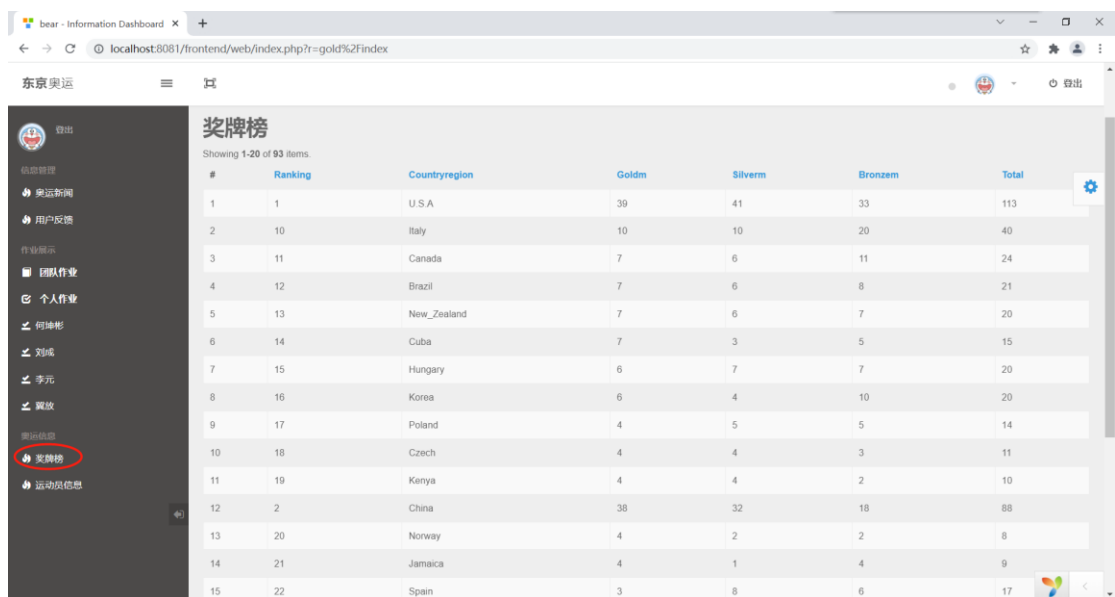 bear - Information Dashboard
localhost:8081/frontend/web/index.php?r=gold%2Findex
东京奥运
登出
登出
信息管理
奥运新闻
用户反馈
作业展示
团队作业
个人作业
何坤彬
刘成
李元
翼放
奥运信息
奖牌榜
运动员信息
奖牌榜
Showing 1-20 of 93 items.
# Ranking Countryregion Goldm Silverm Bronzem Total
1 1 U.S.A 39 41 33 113
2 10 Italy 10 10 20 40
3 11 Canada 7 6 11 24
4 12 Brazil 7 6 8 21
5 13 New_Zealand 7 6 7 20
6 14 Cuba 7 3 5 15
7 15 Hungary 6 7 7 20
8 16 Korea 6 4 10 20
9 17 Poland 4 5 5 14
10 18 Czech 4 4 3 11
11 19 Kenya 4 4 2 10
12 2 China 38 32 18 88
13 20 Norway 4 2 2 8
14 21 Jamaica 4 1 4 9
15 22 Spain 3 8 6 17